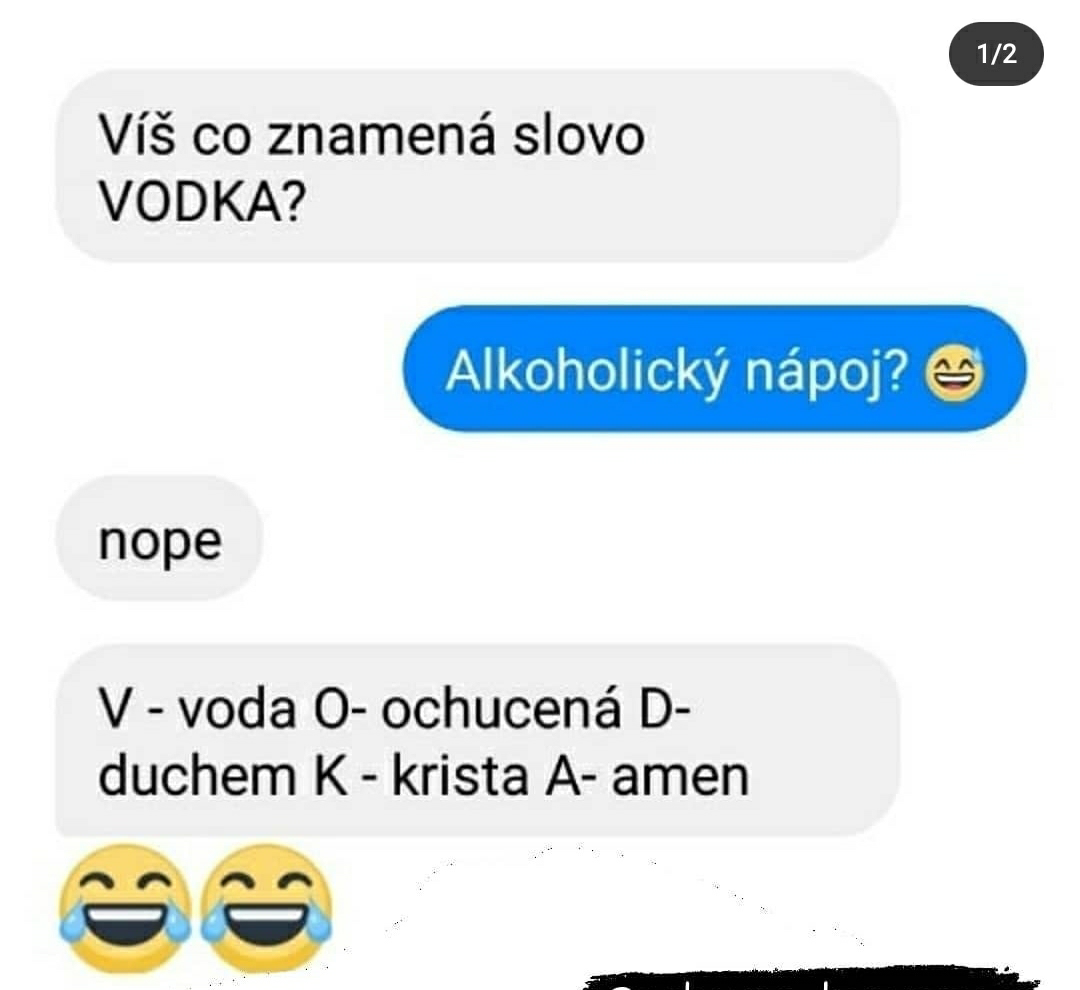 1/2
Víš co znamená slovo
VODKA?
Alkoholický nápoj? 😅
nope
V - voda O- ochucená D-
duchem K - krista A- amen
😂😂